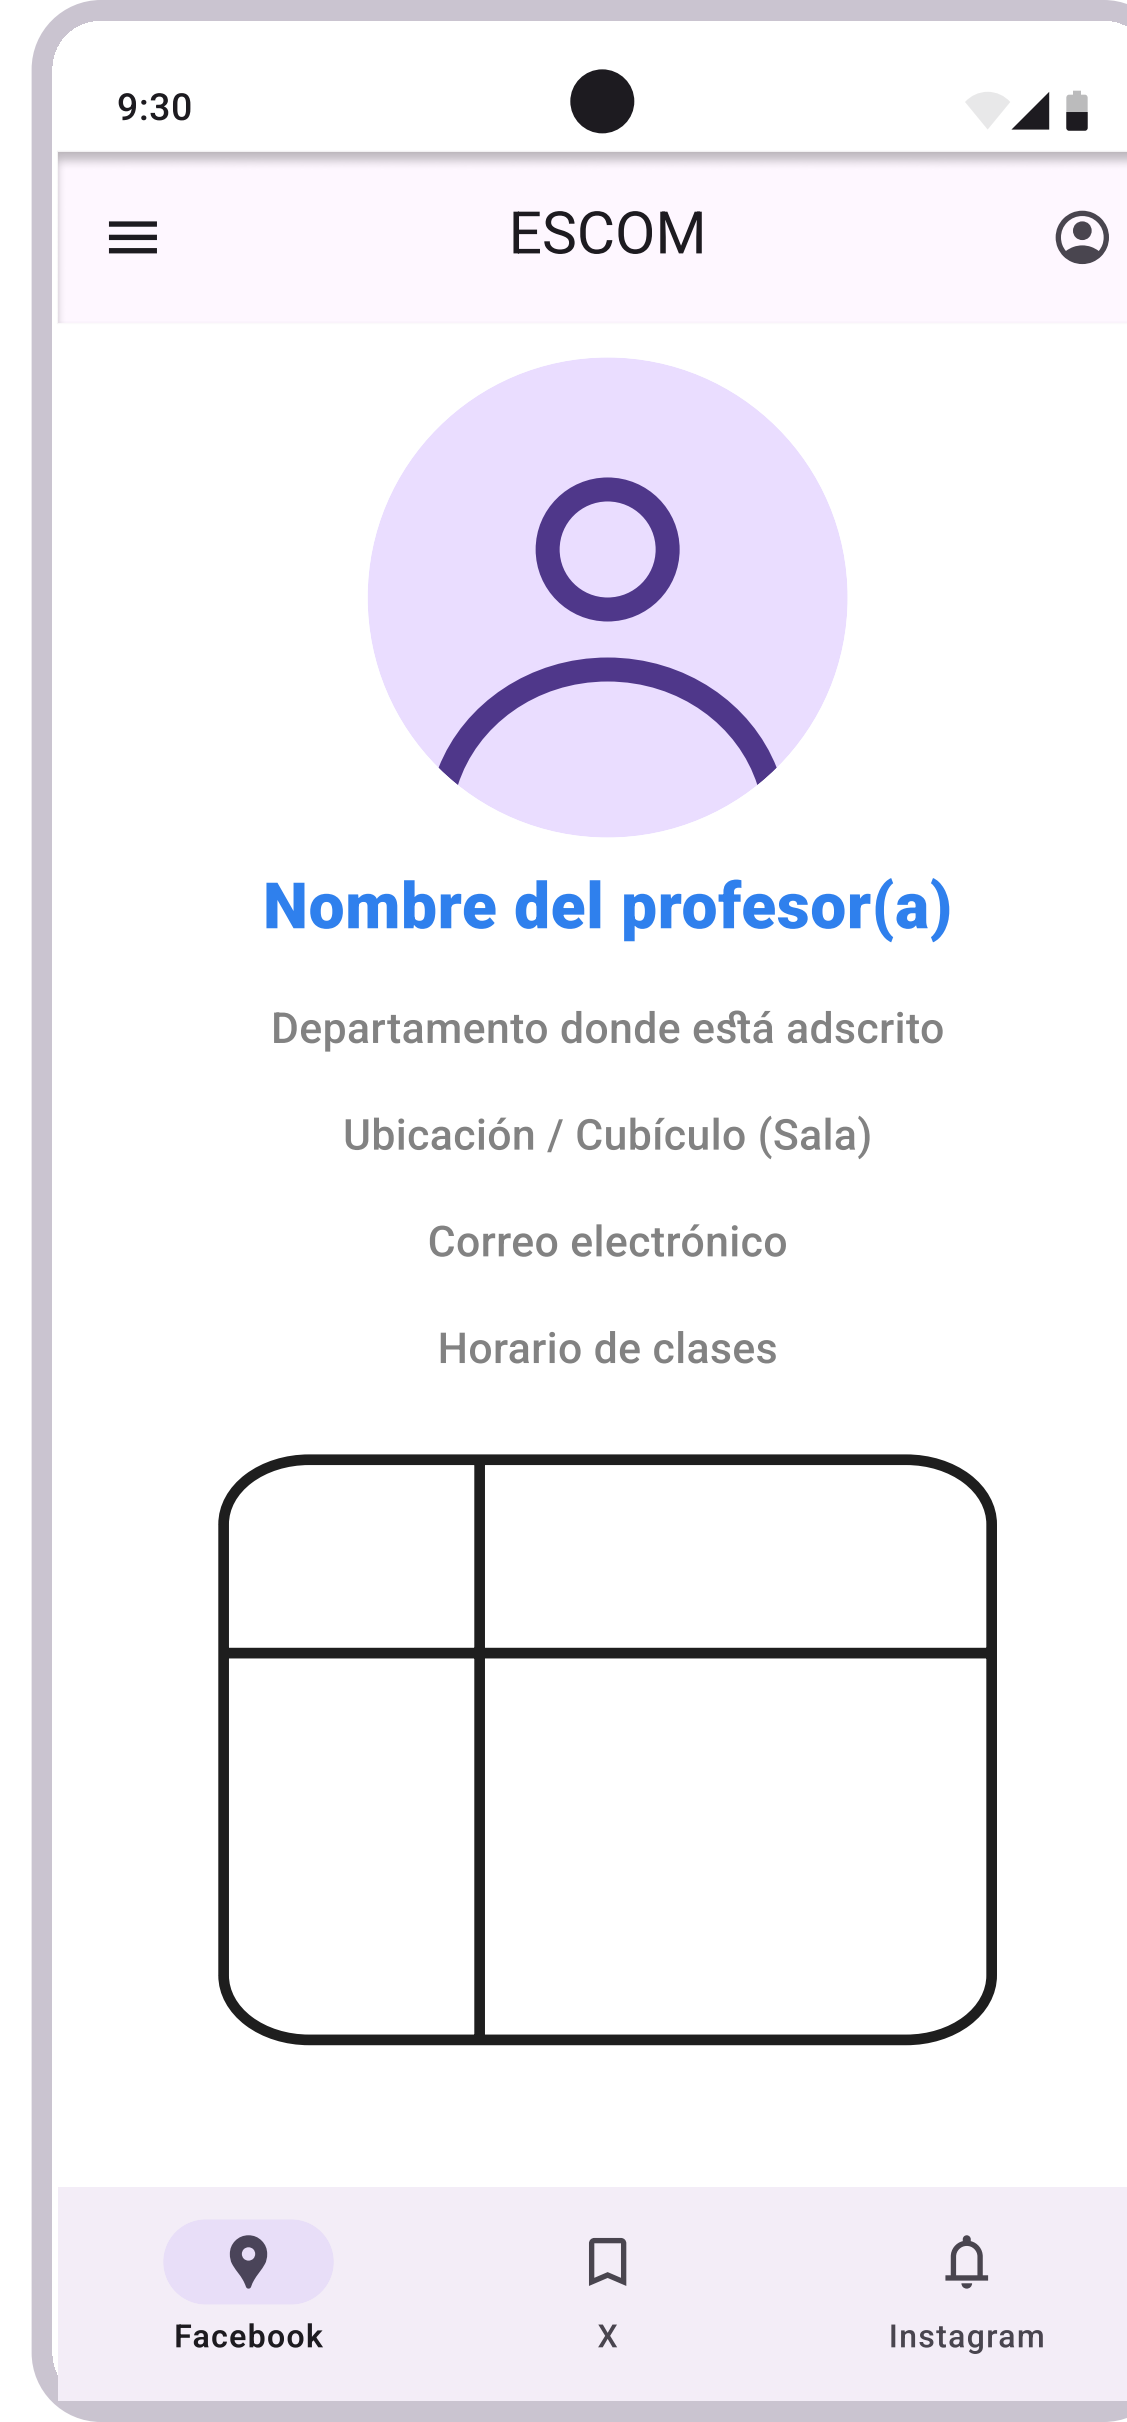 9:30
ESCOM
Nombre del profesor(a)
Departamento donde está adscrito
Ubicación / Cubículo (Sala)
Correo electrónico
Horario de clases
Facebook
X
Instagram